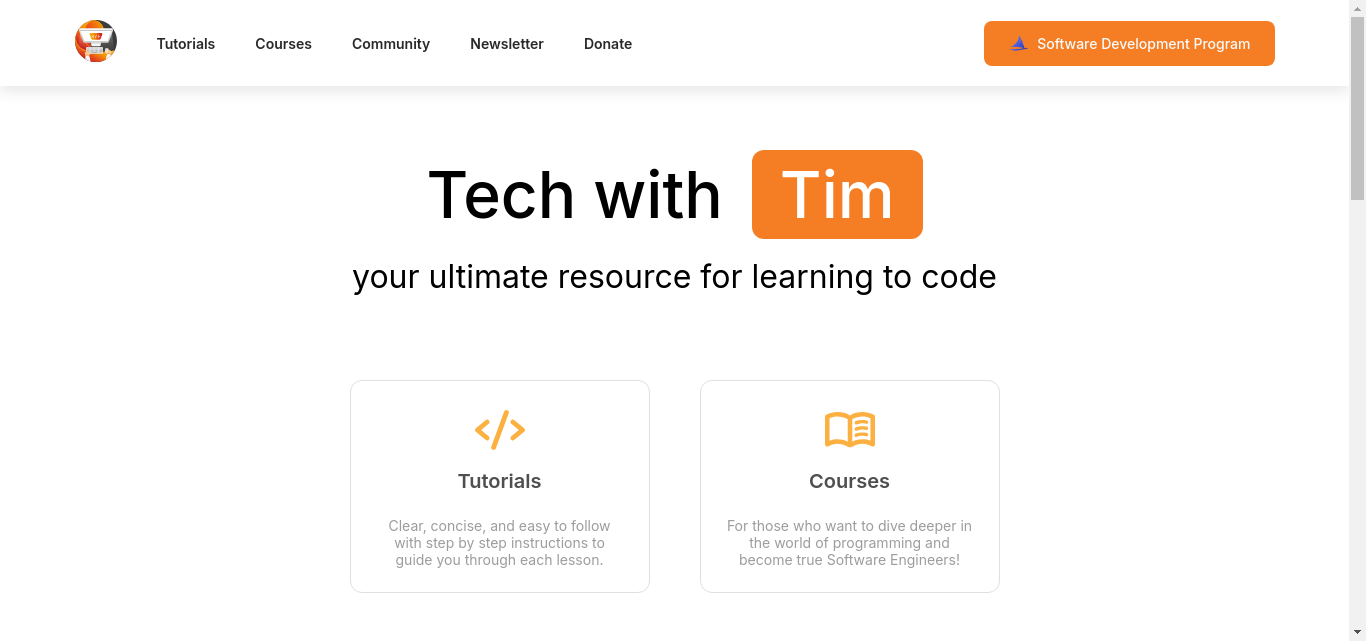 Tutorials Courses Community Newsletter Donate Software Development Program
Tech with Tim
your ultimate resource for learning to code
Tutorials
Clear, concise, and easy to follow
with step by step instructions to
guide you through each lesson.
Courses
For those who want to dive deeper in
the world of programming and
become true Software Engineers!